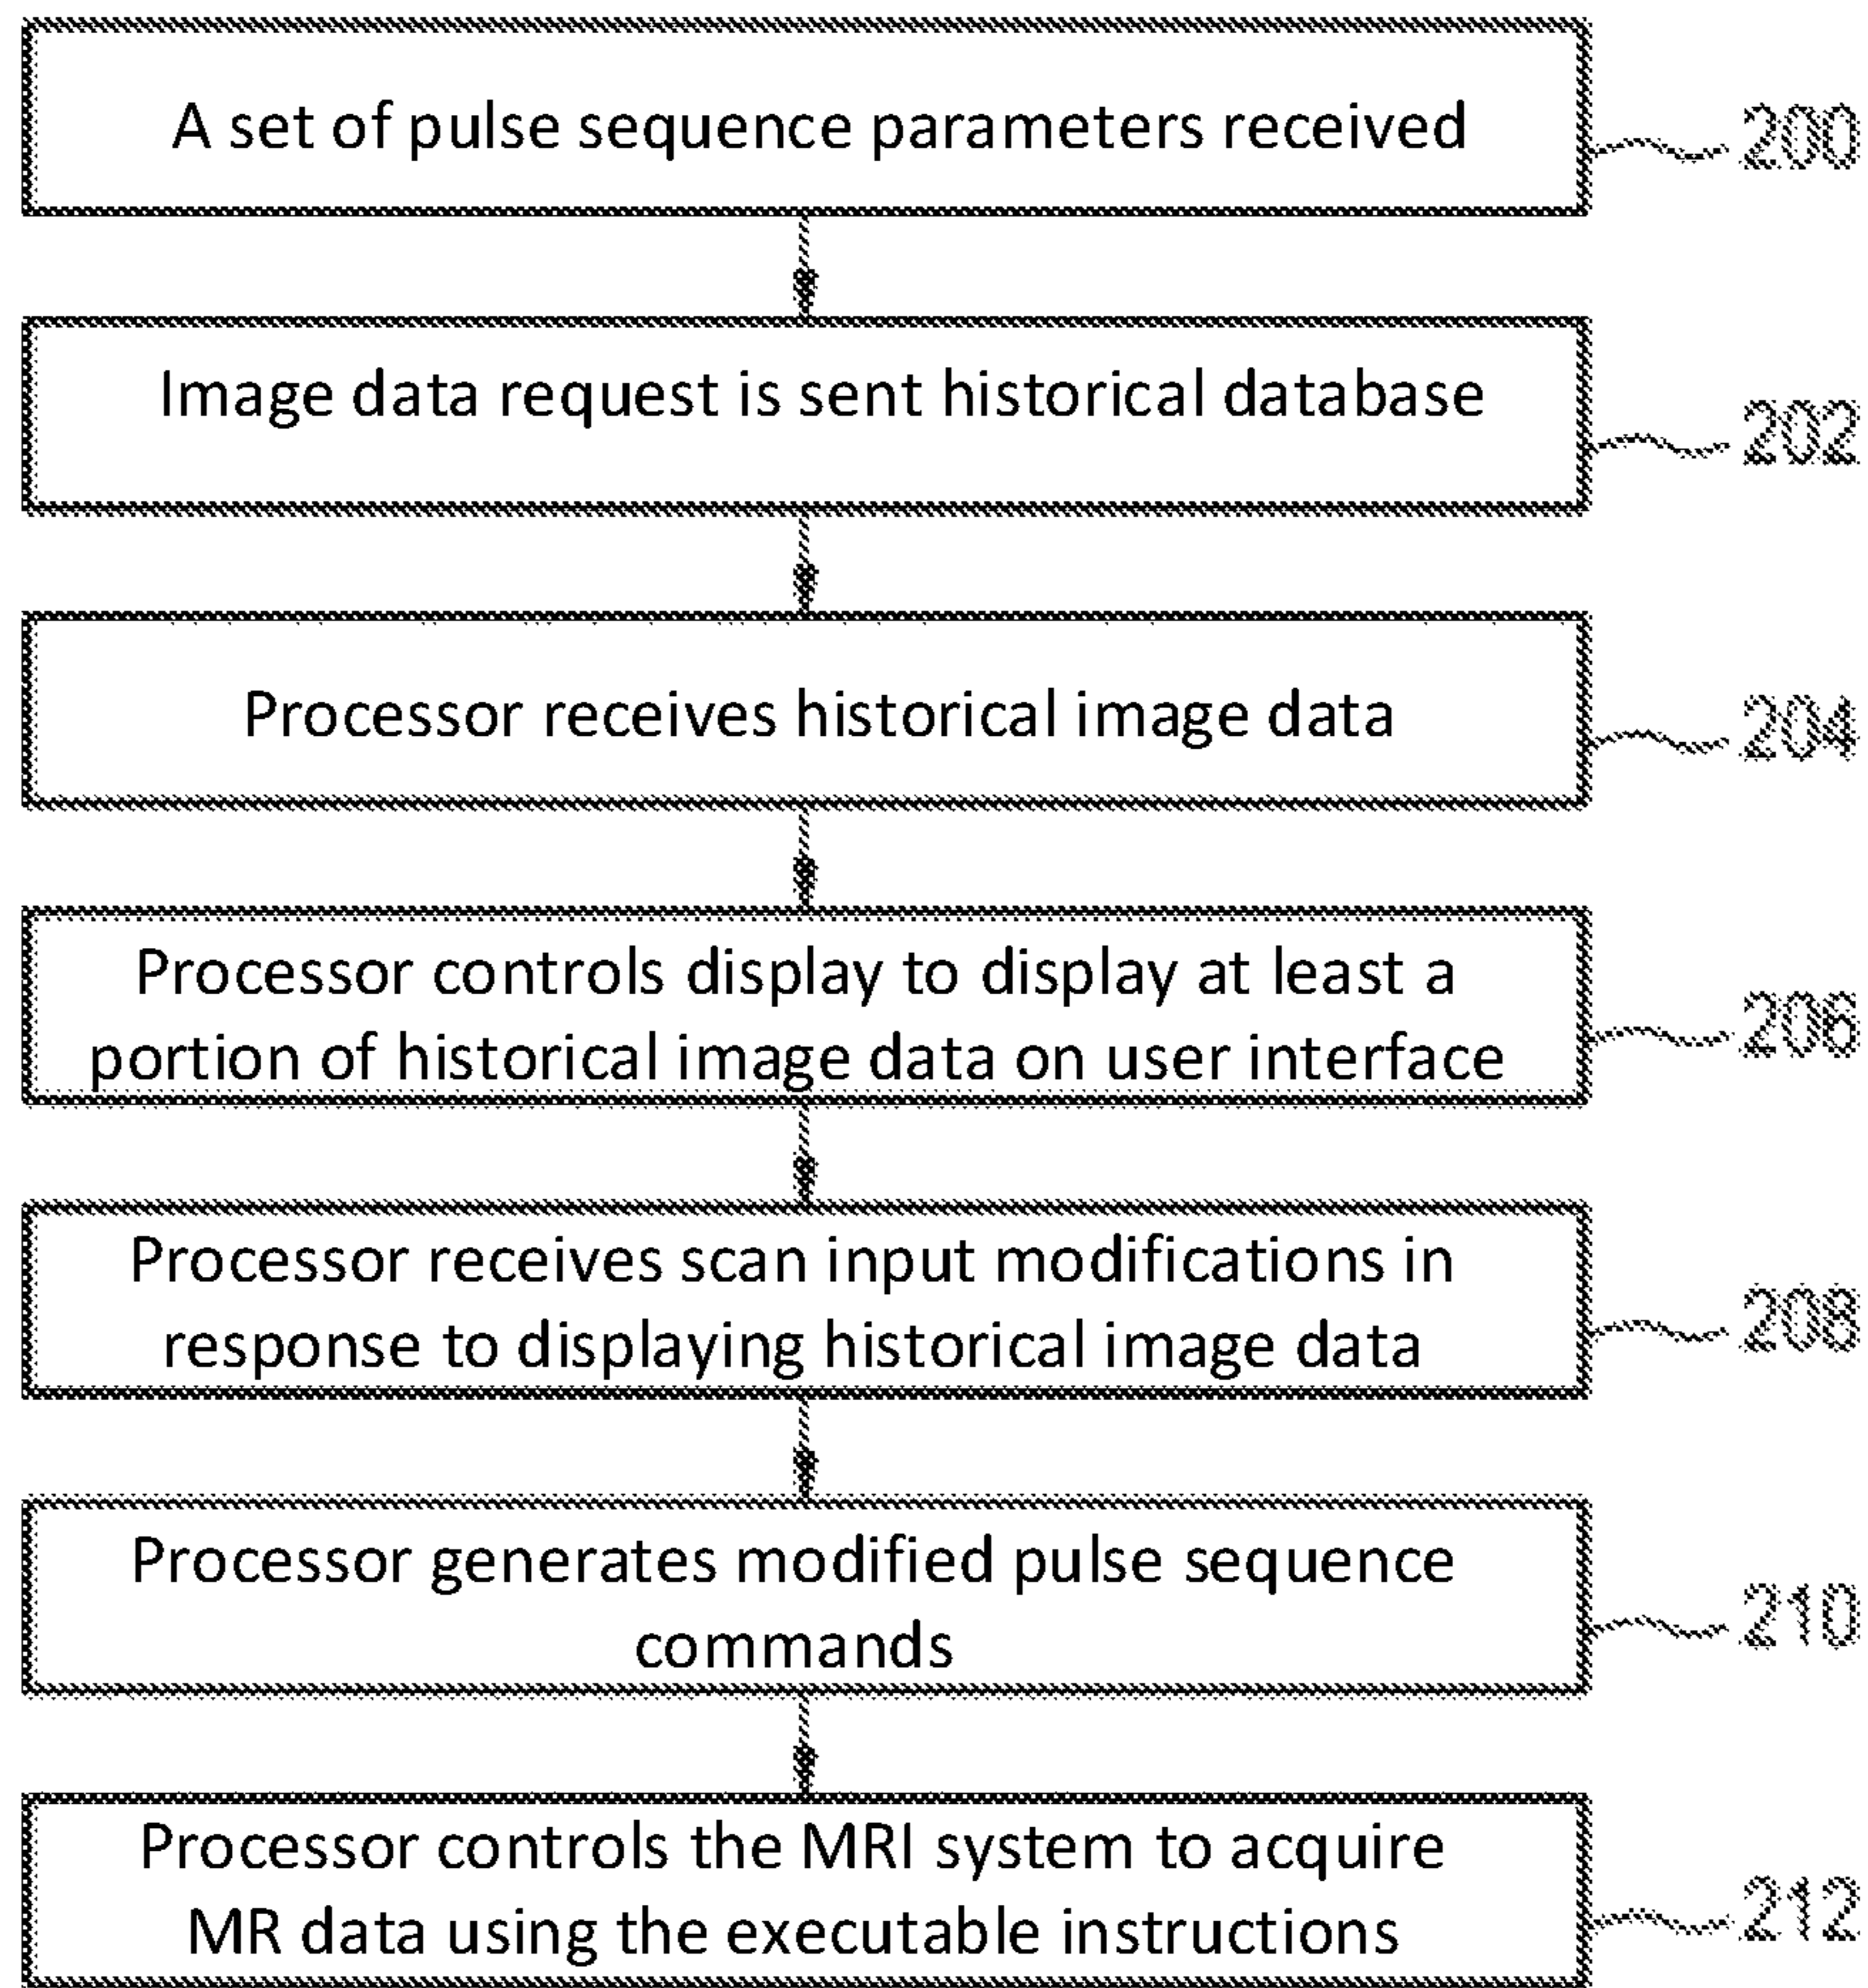 A set of pulse sequence parameters received
200
Image data request is sent historical database
202
Processor receives historical image data
204
Processor controls display to display at least a
portion of historical image data on user interface
206
Processor receives scan input modifications in
response to displaying historical image data
208
Processor generates modified pulse sequence
commands
210
Processor controls the MRI system to acquire
MR data using the executable instructions
212